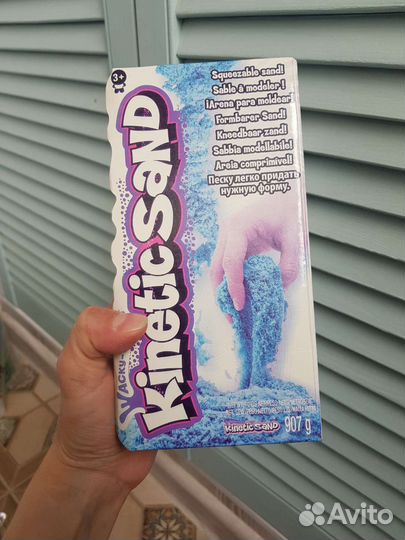 3+
Squeezable sand!
Sable à modeler !
¡Arena para moldear!
Formbarer Sand!
Kneedbaar zand!
Sabbia modellabile!
Areia comprimível!
Песку легко придать
нужную форму.
Wacky-
Kinetic Sand
Kinetic Sand
907 g
Avito